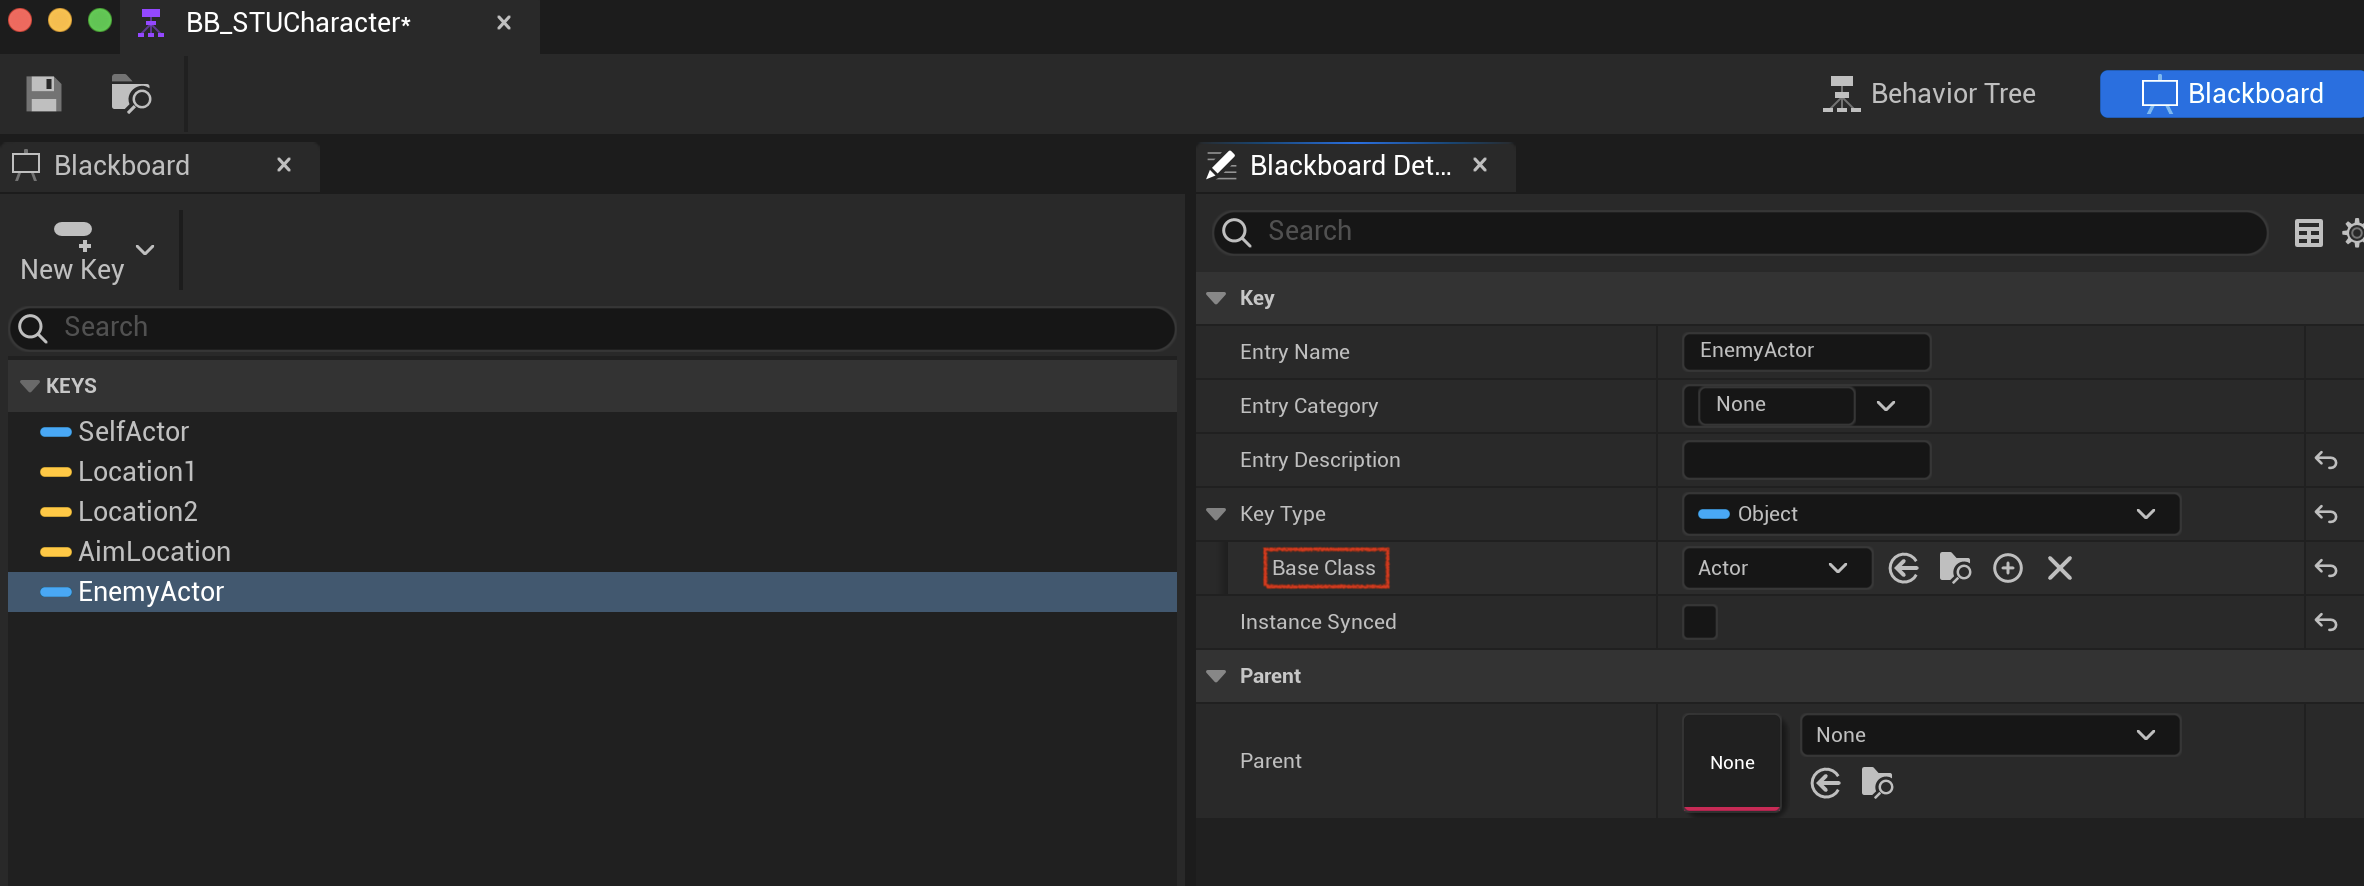 BB_STUCharacter*
Behavior Tree
Blackboard
Blackboard
New Key
Search
KEYS
SelfActor
Location1
Location2
AimLocation
EnemyActor
Blackboard Det...
Search
Key
Entry Name EnemyActor
Entry Category None
Entry Description
Key Type Object
Base Class Actor
Instance Synced
Parent
Parent None None